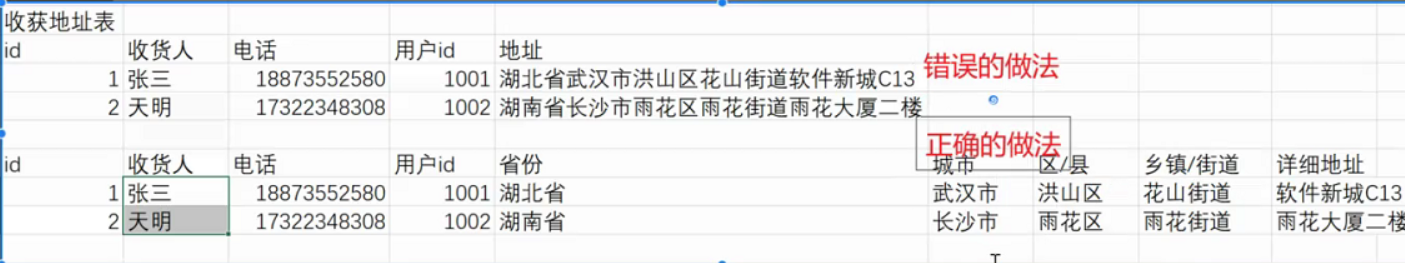 收获地址表
id 收货人 电话 用户id 地址
1 张三 18873552580 1001 湖北省武汉市洪山区花山街道软件新城C13 错误的做法
2 天明 17322348308 1002 湖南省长沙市雨花区雨花街道雨花大厦二楼
正确的做法
id 收货人 电话 用户id 省份 城市 区/县 乡镇/街道 详细地址
1 张三 18873552580 1001 湖北省 武汉市 洪山区 花山街道 软件新城C13
2 天明 17322348308 1002 湖南省 长沙市 雨花区 雨花街道 雨花大厦二楼